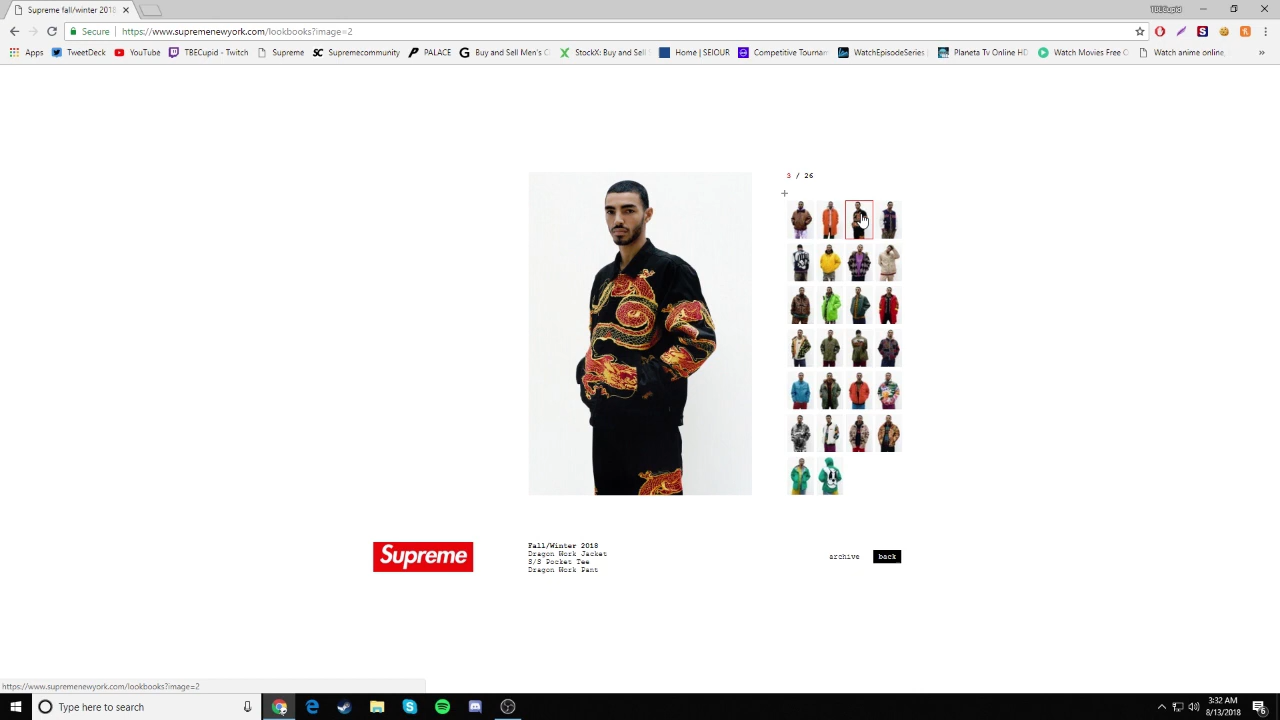 Supreme fall/winter 2018
TBECupid
Secure
https://www.supremenewyork.com/lookbooks?image=2
Apps
TweetDeck
YouTube
TBECupid - Twitch
Supreme
Supremecommunity
PALACE
Buy and Sell Men's C
StockX: Buy and Sell
Home | SEIOUR
Competitive Tournam
WatchEpisodeSeries
Planeta Tv Online HD
Watch Movies Free O
Watch anime online,
3 / 26
+
Supreme
Fall/Winter 2018
Dragon Work Jacket
S/S Pocket Tee
Dragon Work Pant
archive
back
https://www.supremenewyork.com/lookbooks?image=2
Type here to search
3:32 AM
8/13/2018
6